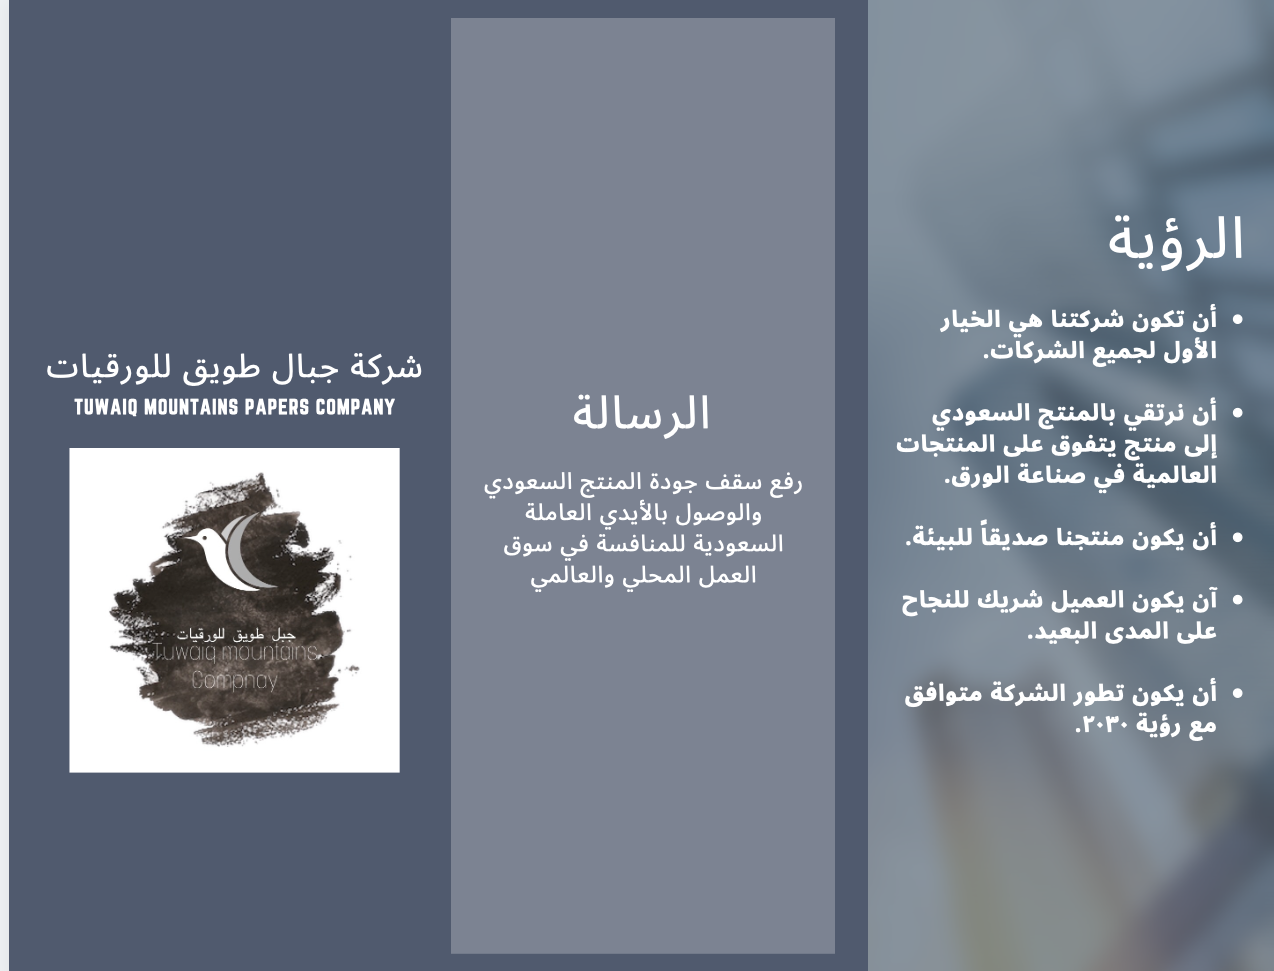 الرؤية
أن تكون شركتنا هي الخيار
الأول لجميع الشركات.
أن نرتقي بالمنتج السعودي
إلى منتج يتفوق على المنتجات
العالمية في صناعة الورق.
أن يكون منتجنا صديقاً للبيئة.
آن يكون العميل شريك للنجاح
على المدى البعيد.
أن يكون تطور الشركة متوافق
مع رؤية ٢٠٣٠.
الرسالة
رفع سقف جودة المنتج السعودي
والوصول بالأيدي العاملة
السعودية للمنافسة في سوق
العمل المحلي والعالمي
شركة جبال طويق للورقيات
TUWAIQ MOUNTAINS PAPERS COMPANY
جبل طويق للورقيات
Tuwaiq mountains
Compnay